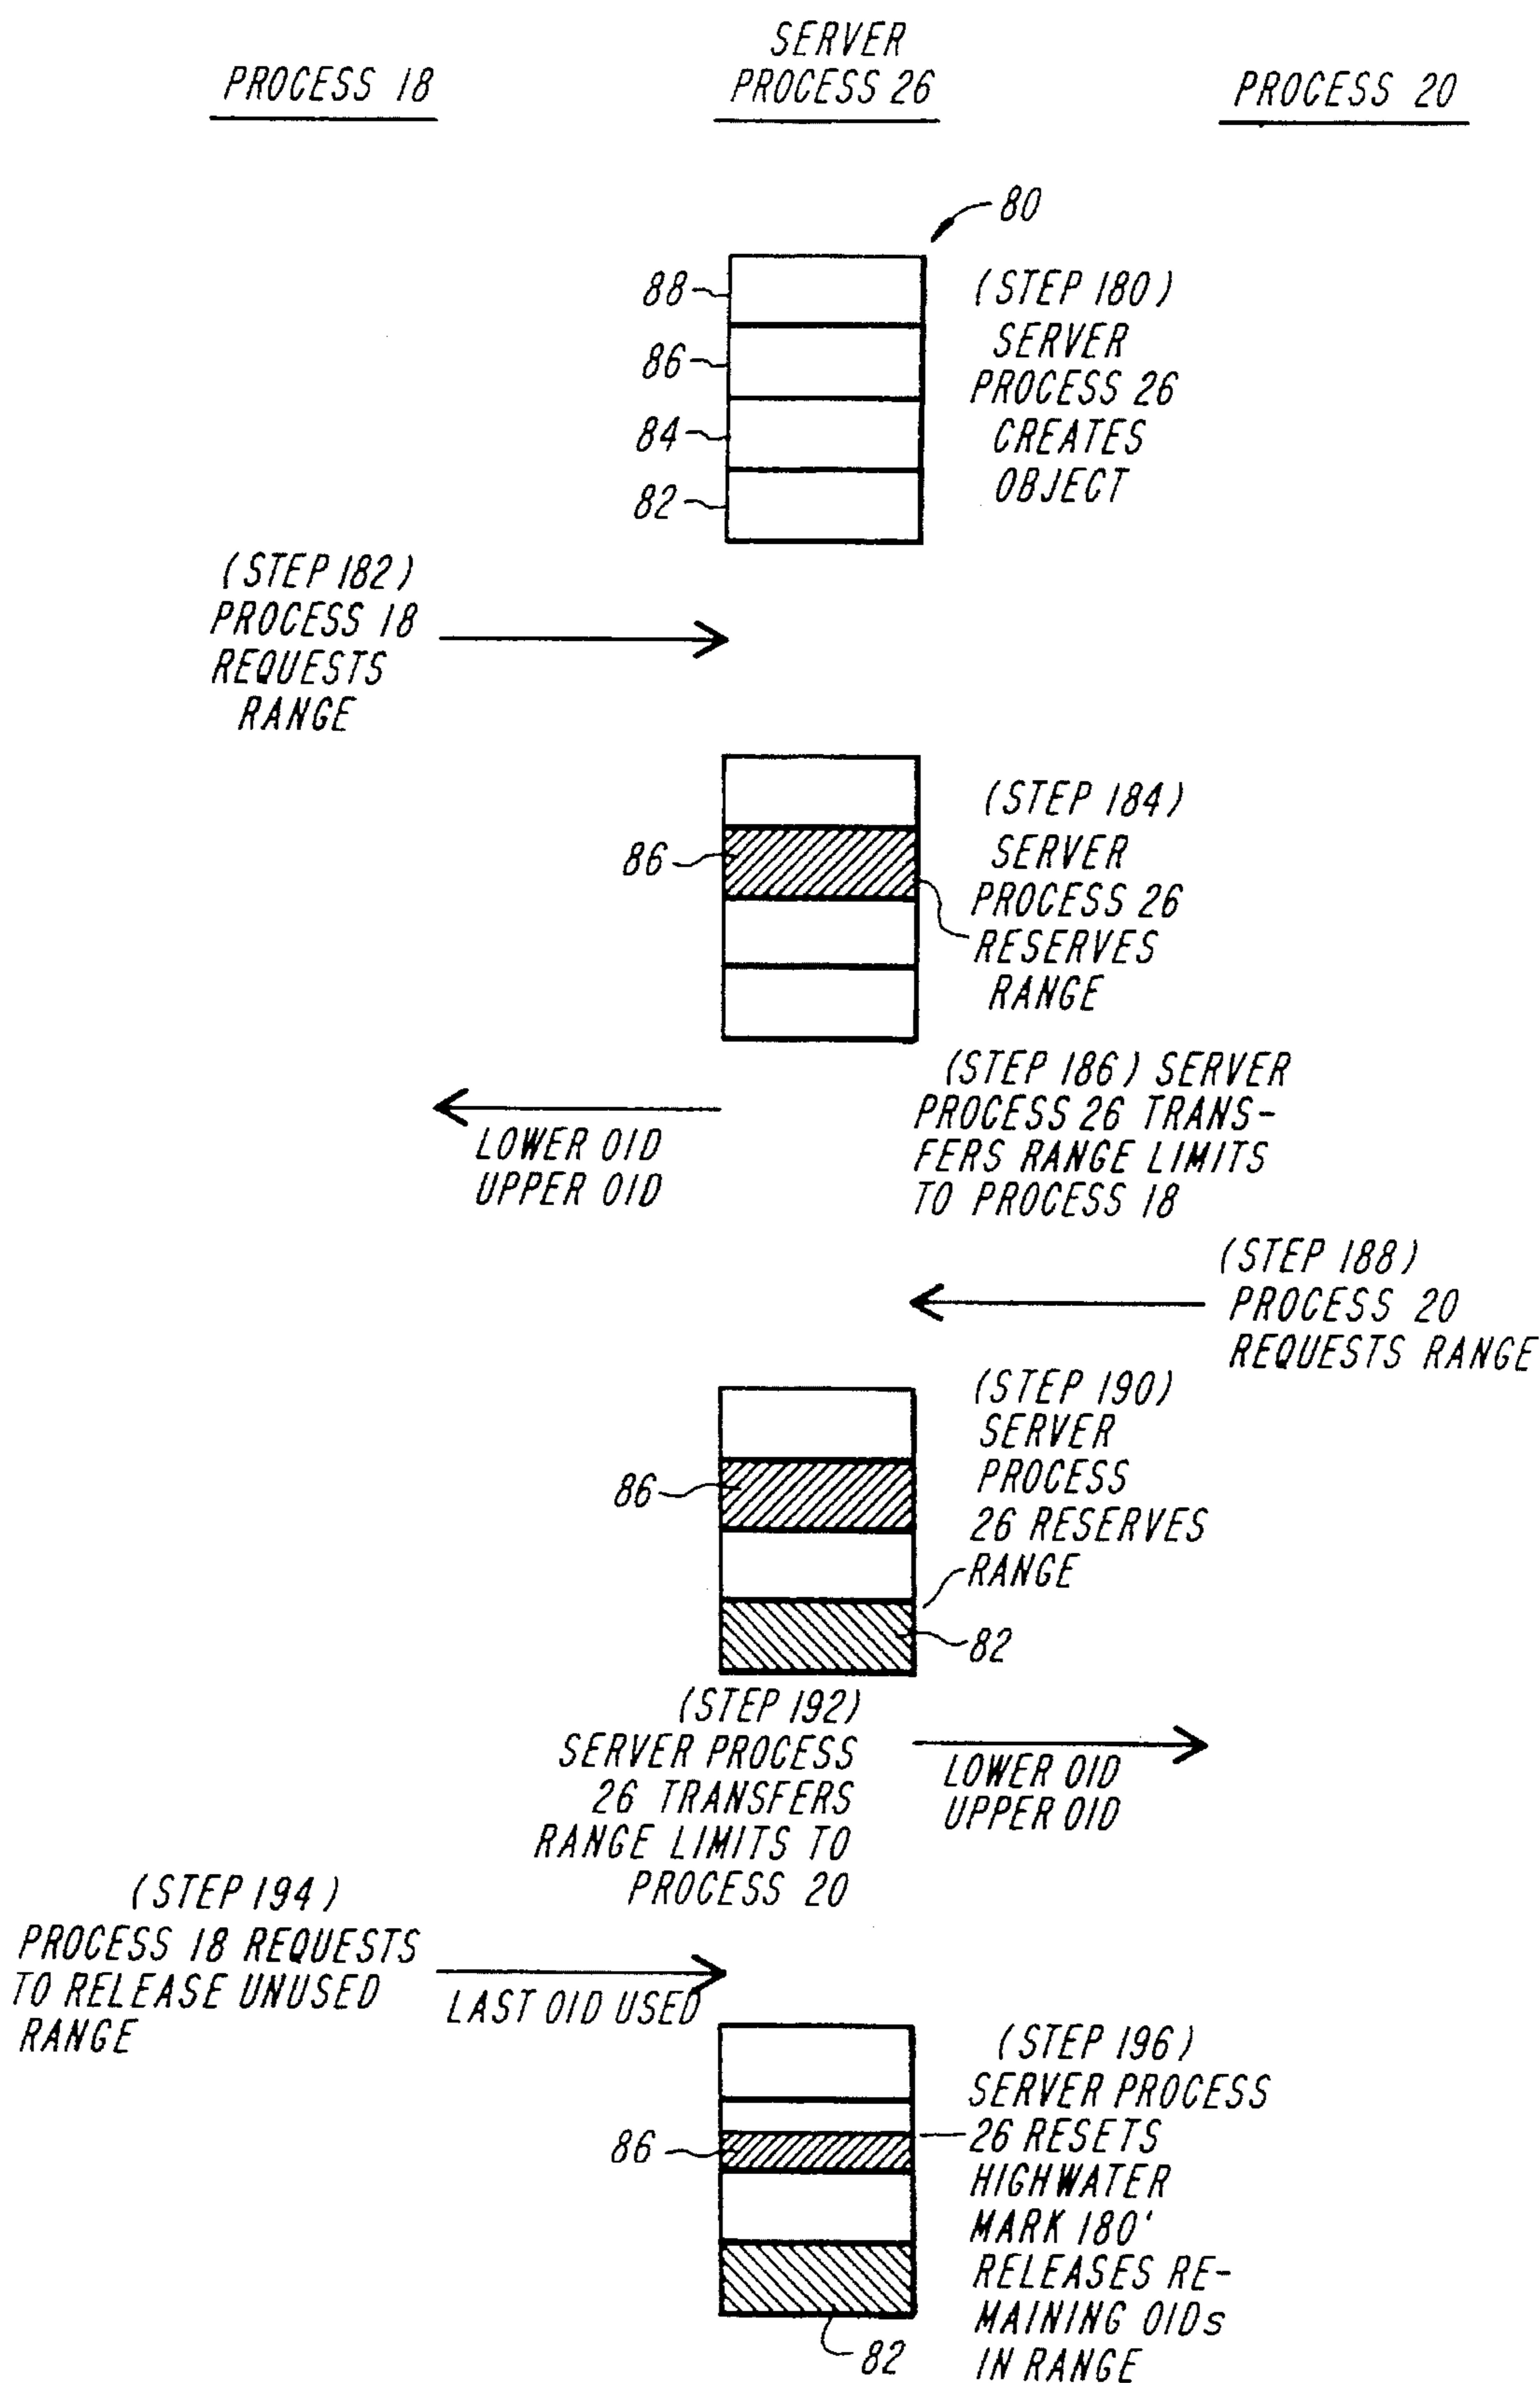 PROCESS 18
SERVER
PROCESS 26
PROCESS 20
80
88
86
84
82
(STEP 180)
SERVER
PROCESS 26
CREATES
OBJECT
(STEP 182)
PROCESS 18
REQUESTS
RANGE
86
(STEP 184)
SERVER
PROCESS 26
RESERVES
RANGE
LOWER OID
UPPER OID
(STEP 186) SERVER
PROCESS 26 TRANS-
FERS RANGE LIMITS
TO PROCESS 18
(STEP 188)
PROCESS 20
REQUESTS RANGE
86
(STEP 190)
SERVER
PROCESS
26 RESERVES
RANGE
82
(STEP 192)
SERVER PROCESS
26 TRANSFERS
RANGE LIMITS TO
PROCESS 20
LOWER OID
UPPER OID
(STEP 194)
PROCESS 18 REQUESTS
TO RELEASE UNUSED
RANGE
LAST OID USED
86
(STEP 196)
SERVER PROCESS
26 RESETS
HIGHWATER
MARK 180'
RELEASES RE-
MAINING OIDs
IN RANGE
82